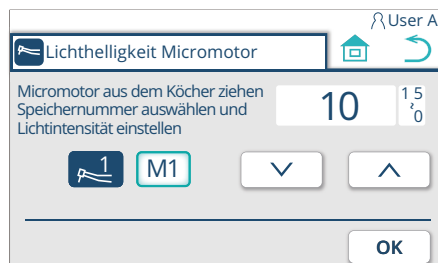 User A
Lichthelligkeit Micromotor
Micromotor aus dem Köcher ziehen
Speichernummer auswählen und
Lichtintensität einstellen
10
15
~
0
1
M1
OK